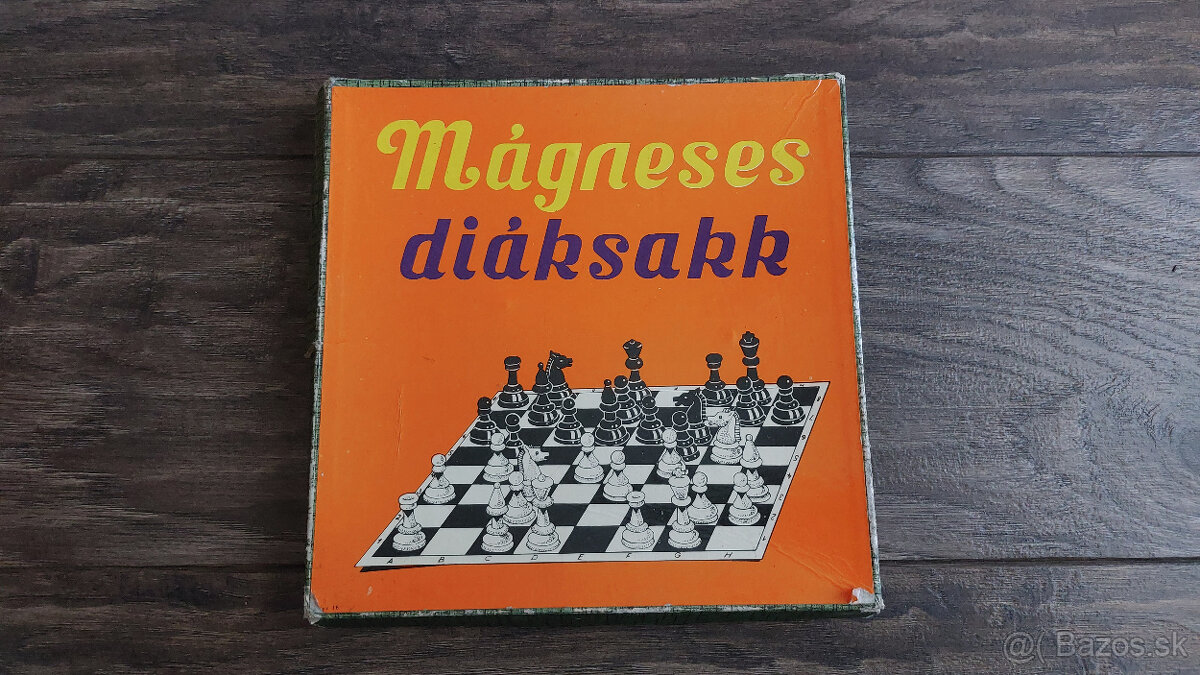 Mágneses
diáksakk
A B C D E F G H
@( Bazos.sk